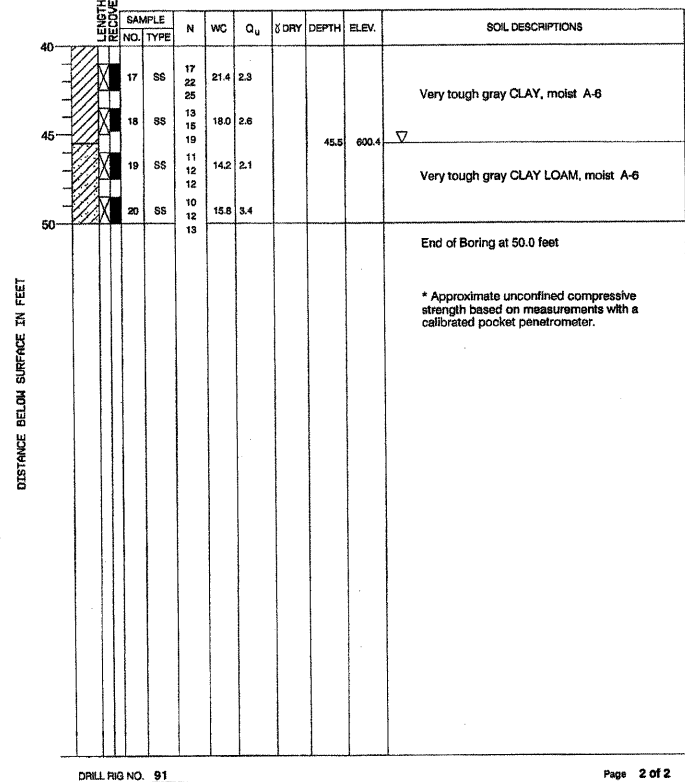 LENGTH
RECOVE
SAMPLE
NO. TYPE
N
WC
Qu
γ DRY
DEPTH
ELEV.
SOIL DESCRIPTIONS
DISTANCE BELOW SURFACE IN FEET
40
17 SS 17 22 25 21.4 2.3
Very tough gray CLAY, moist A-6
18 SS 13 15 19 18.0 2.6
45
45.5 600.4
19 SS 11 12 12 14.2 2.1
Very tough gray CLAY LOAM, moist A-6
20 SS 10 12 13 15.8 3.4
50
End of Boring at 50.0 feet
* Approximate unconfined compressive
strength based on measurements with a
calibrated pocket penetrometer.
DRILL RIG NO. 91
Page 2 of 2